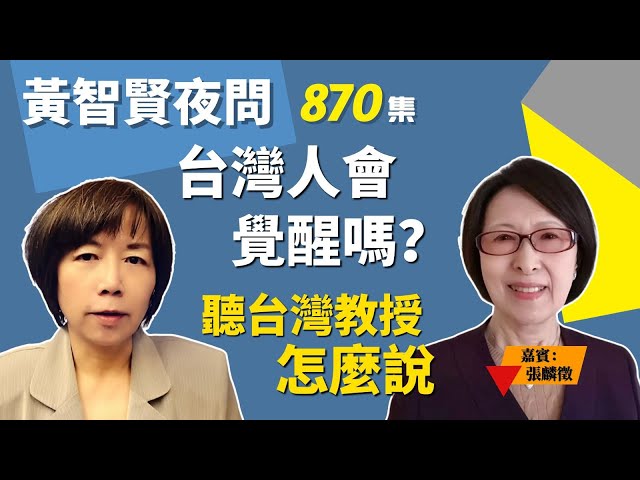 黃智賢夜問 870集
台灣人會
覺醒嗎？
聽台灣教授
怎麼說
嘉賓：
張麟徵